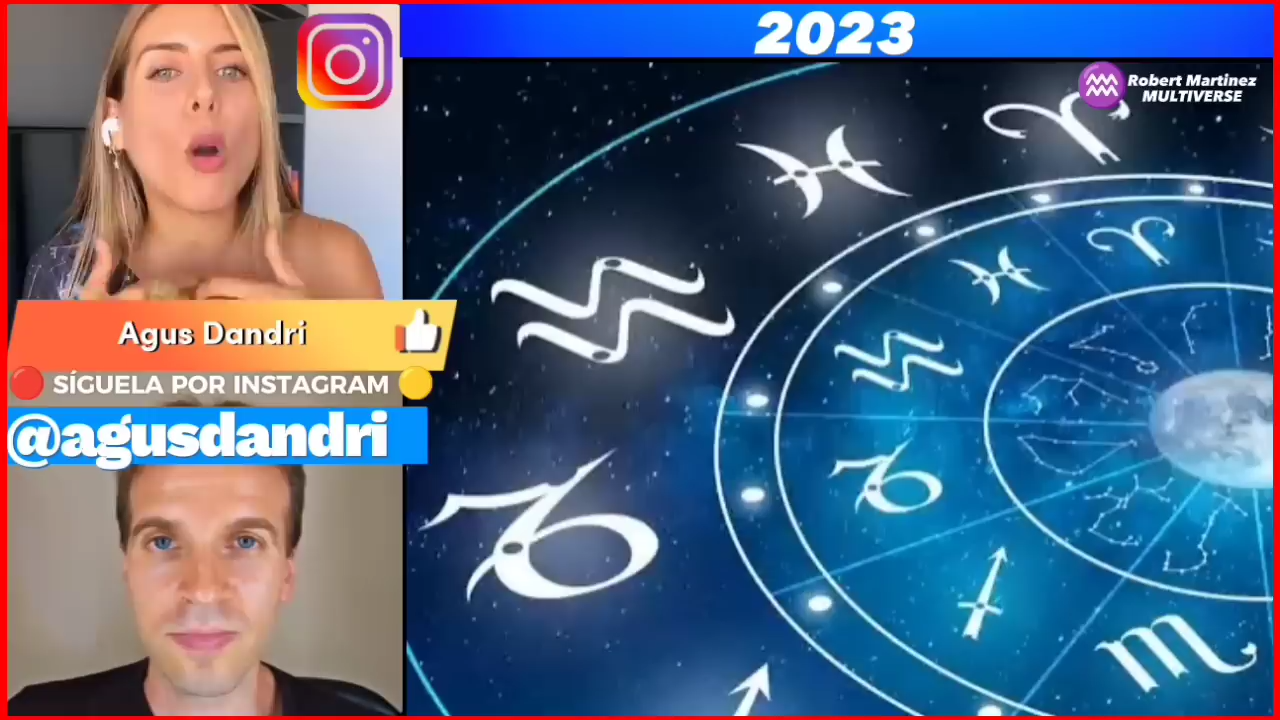 2023
Robert Martinez
MULTIVERSE
Agus Dandri
SÍGUELA POR INSTAGRAM
@agusdandri